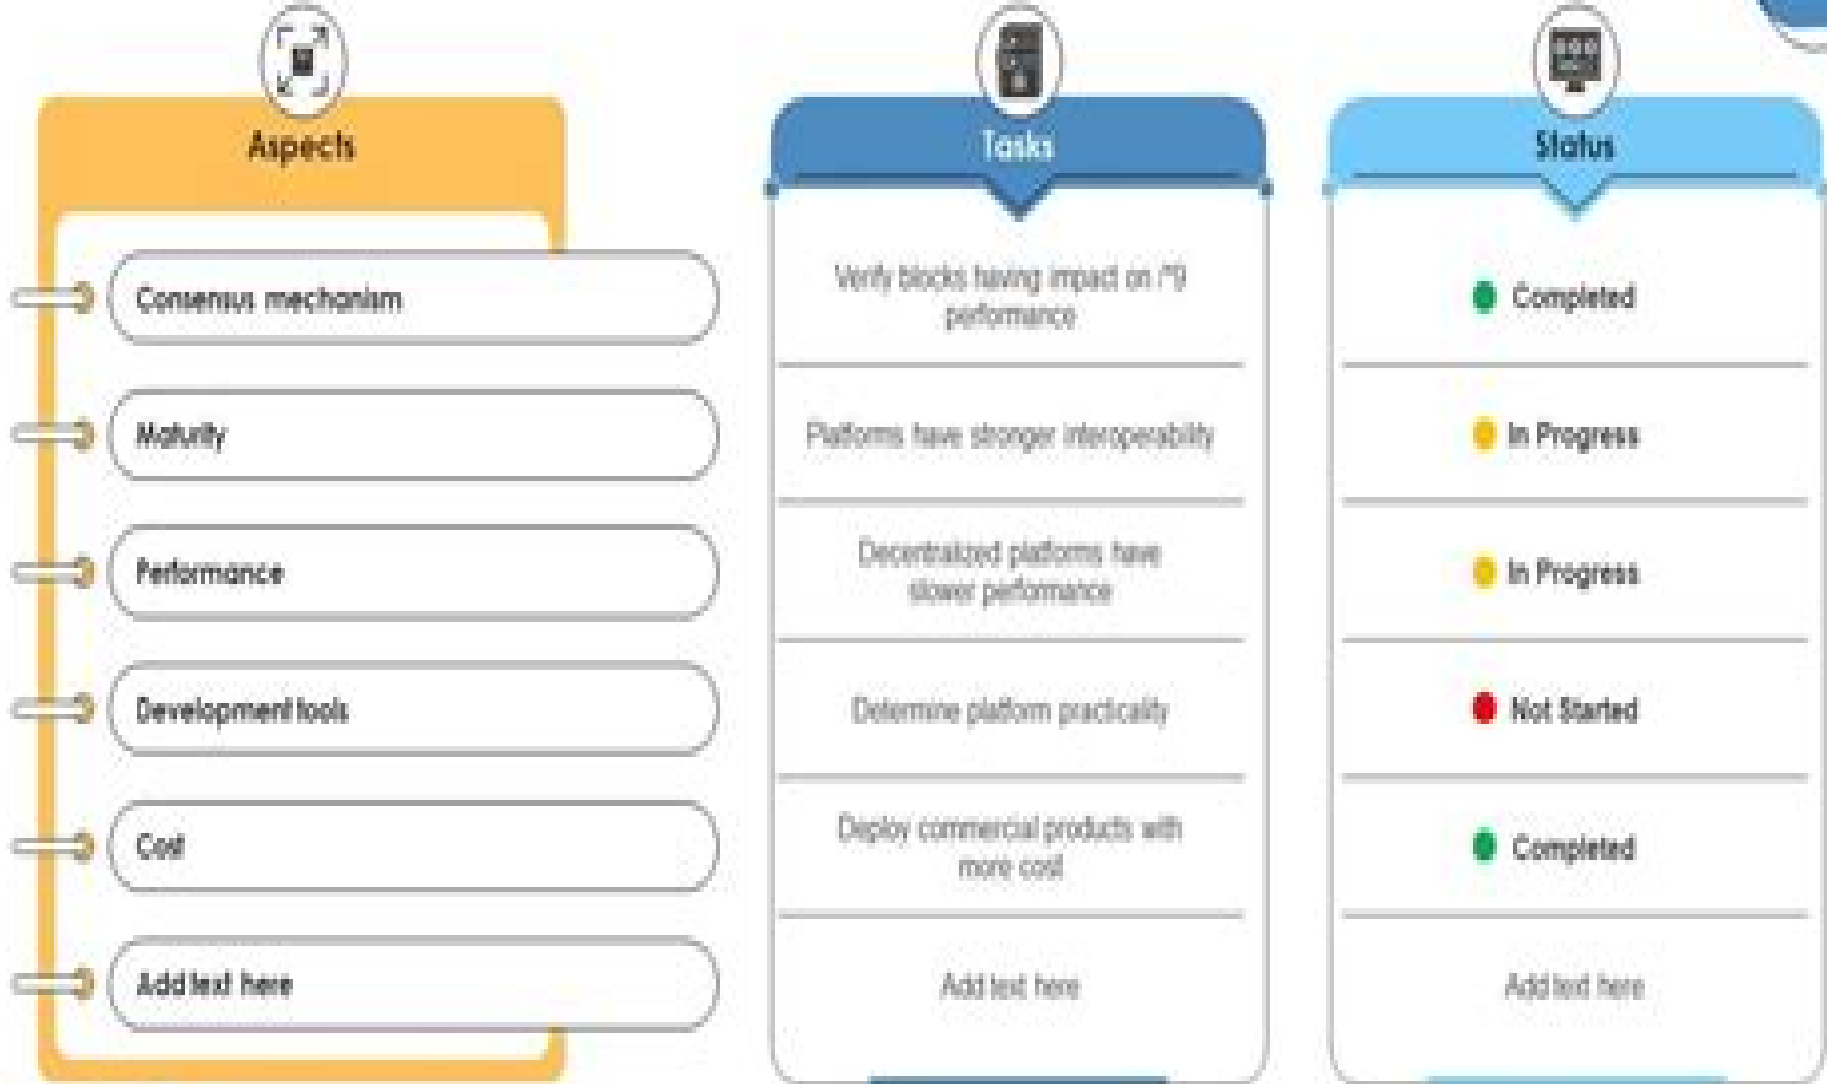 Aspects
Tasks
Status
Consensus mechanism
Verify blocks having impact on
performance
Completed
Maturity
Platforms have stronger interoperability
In Progress
Performance
Decentralized platforms have
slower performance
In Progress
Development tools
Determine platform practicality
Not Started
Cost
Deploy commercial products with
more cost
Completed
Add text here
Add text here
Add text here